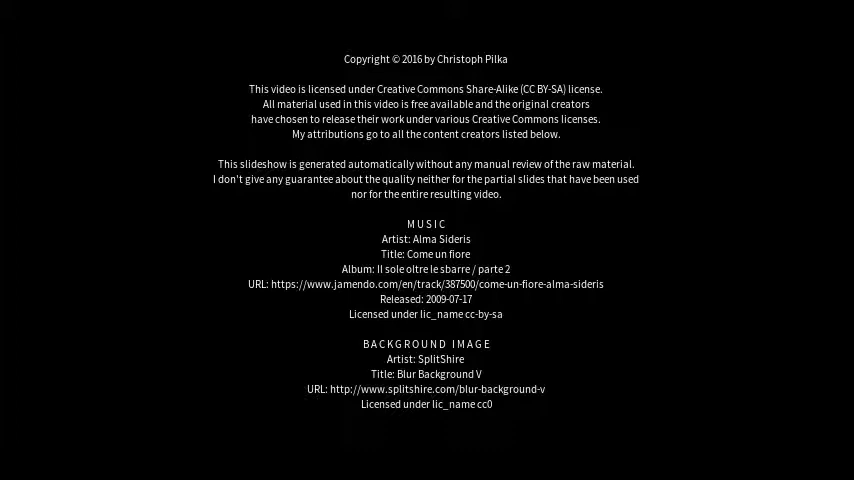 Copyright © 2016 by Christoph Pilka
This video is licensed under Creative Commons Share-Alike (CC BY-SA) license.
All material used in this video is free available and the original creators
have chosen to release their work under various Creative Commons licenses.
My attributions go to all the content creators listed below.
This slideshow is generated automatically without any manual review of the raw material.
I don't give any guarantee about the quality neither for the partial slides that have been used
nor for the entire resulting video.
MUSIC
Artist: Alma Sideris
Title: Come un fiore
Album: Il sole oltre le sbarre / parte 2
URL: https://www.jamendo.com/en/track/387500/come-un-fiore-alma-sideris
Released: 2009-07-17
Licensed under lic_name cc-by-sa
BACKGROUND IMAGE
Artist: SplitShire
Title: Blur Background V
URL: http://www.splitshire.com/blur-background-v
Licensed under lic_name cc0